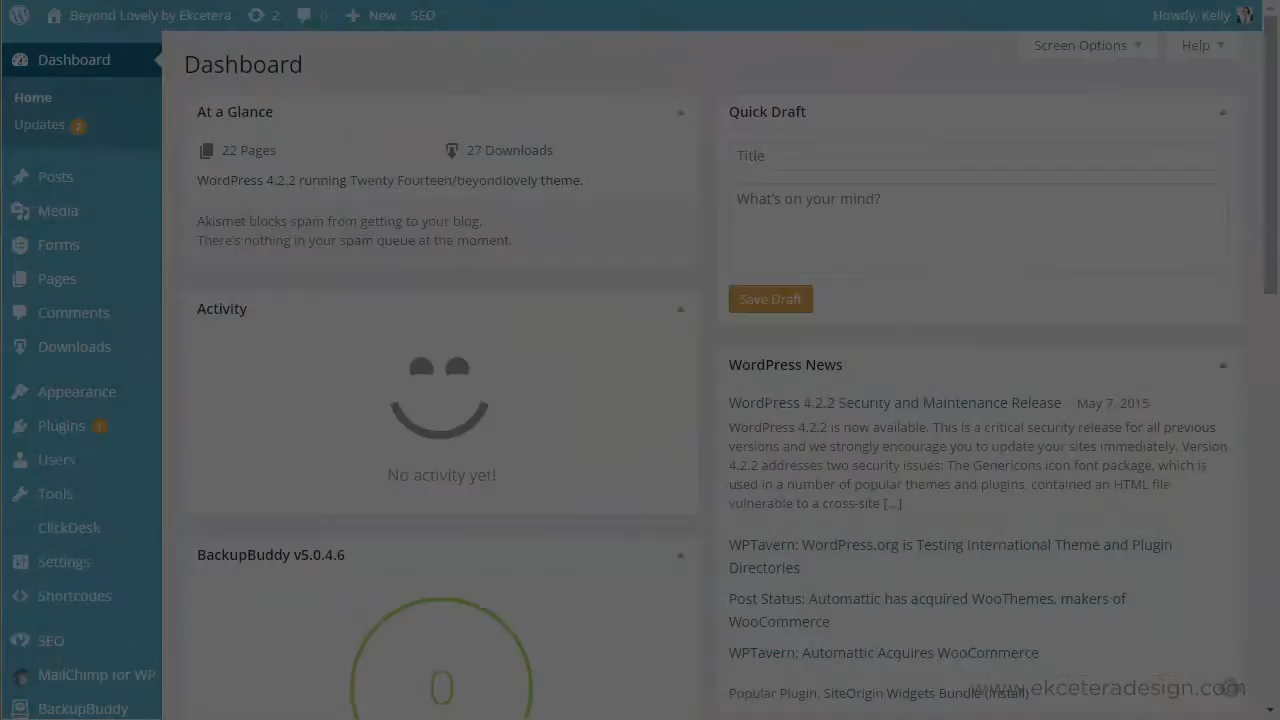 Beyond Lovely by Ekcetera 2 0 New SEO Howdy, Kelly
Dashboard
Home
Updates 2
Posts
Media
Forms
Pages
Comments
Downloads
Appearance
Plugins 1
Users
Tools
ClickDesk
Settings
Shortcodes
SEO
MailChimp for WP
BackupBuddy
Screen Options Help
Dashboard
At a Glance
22 Pages 27 Downloads
WordPress 4.2.2 running Twenty Fourteen/beyondlovely theme.
Akismet blocks spam from getting to your blog.
There's nothing in your spam queue at the moment.
Activity
No activity yet!
BackupBuddy v5.0.4.6
0
Quick Draft
Title
What's on your mind?
Save Draft
WordPress News
WordPress 4.2.2 Security and Maintenance Release May 7, 2015
WordPress 4.2.2 is now available. This is a critical security release for all previous
versions and we strongly encourage you to update your sites immediately. Version
4.2.2 addresses two security issues: The Genericons icon font package, which is
used in a number of popular themes and plugins, contained an HTML file
vulnerable to a cross-site [...]
WPTavern: WordPress.org is Testing International Theme and Plugin
Directories
Post Status: Automattic has acquired WooThemes, makers of
WooCommerce
WPTavern: Automattic Acquires WooCommerce
Popular Plugin: SiteOrigin Widgets Bundle (Install)
www.ekceteradesign.com